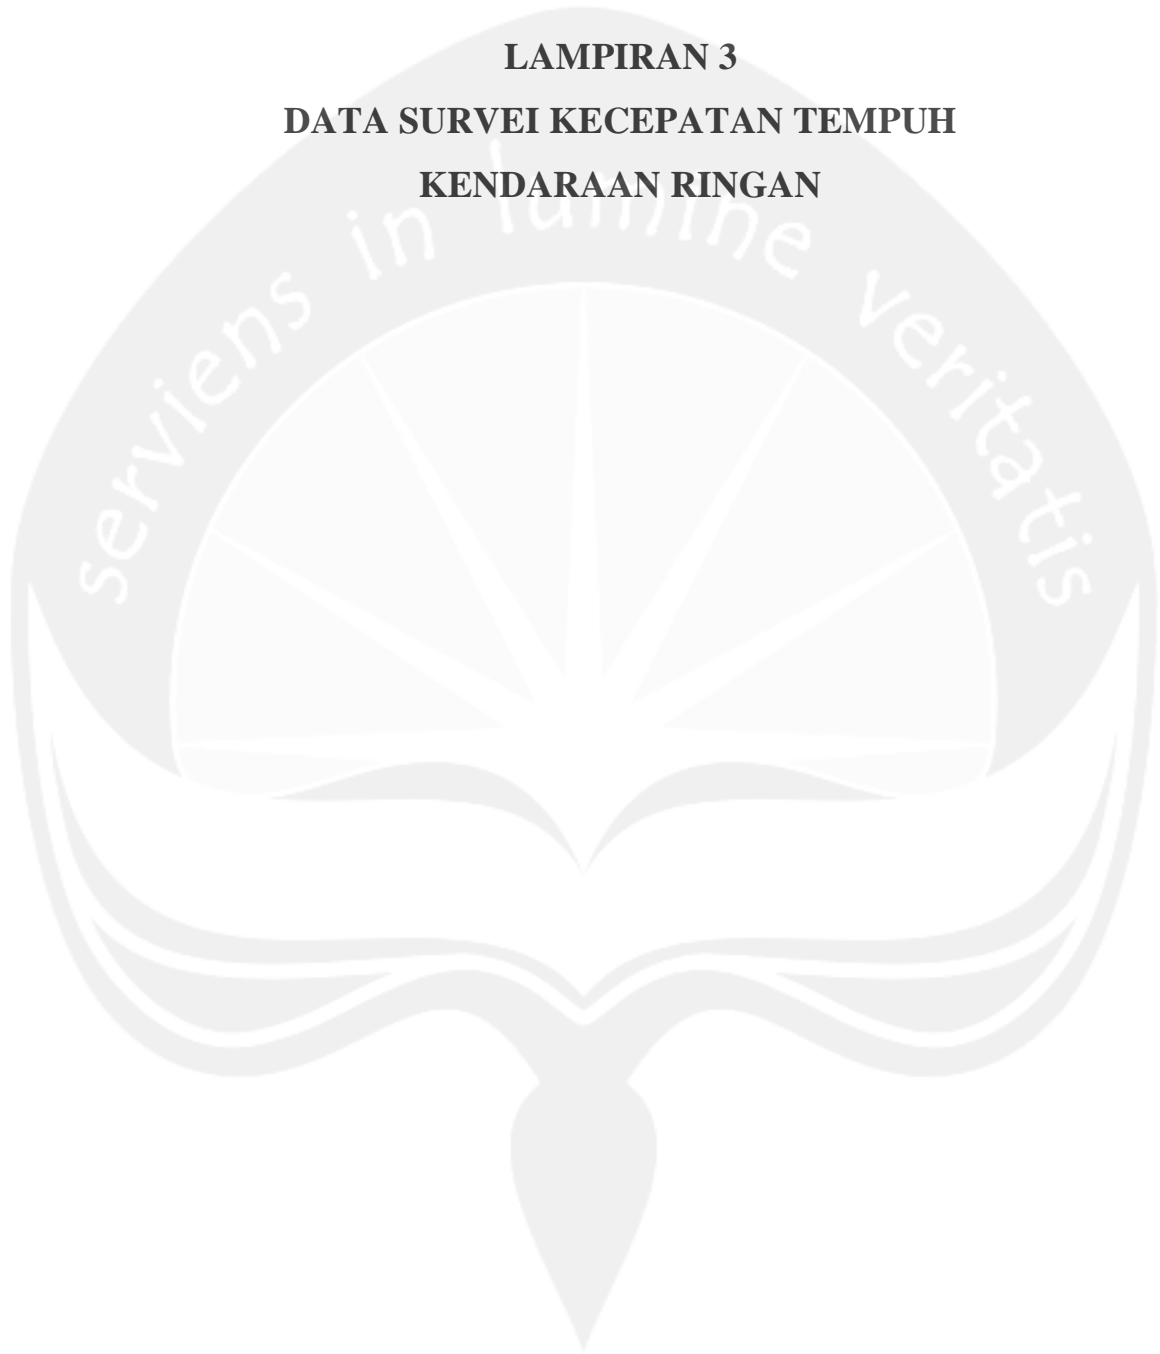 LAMPIRAN 3
DATA SURVEI KECEPATAN TEMPUH
KENDARAAN RINGAN
serviens in lumine veritatis